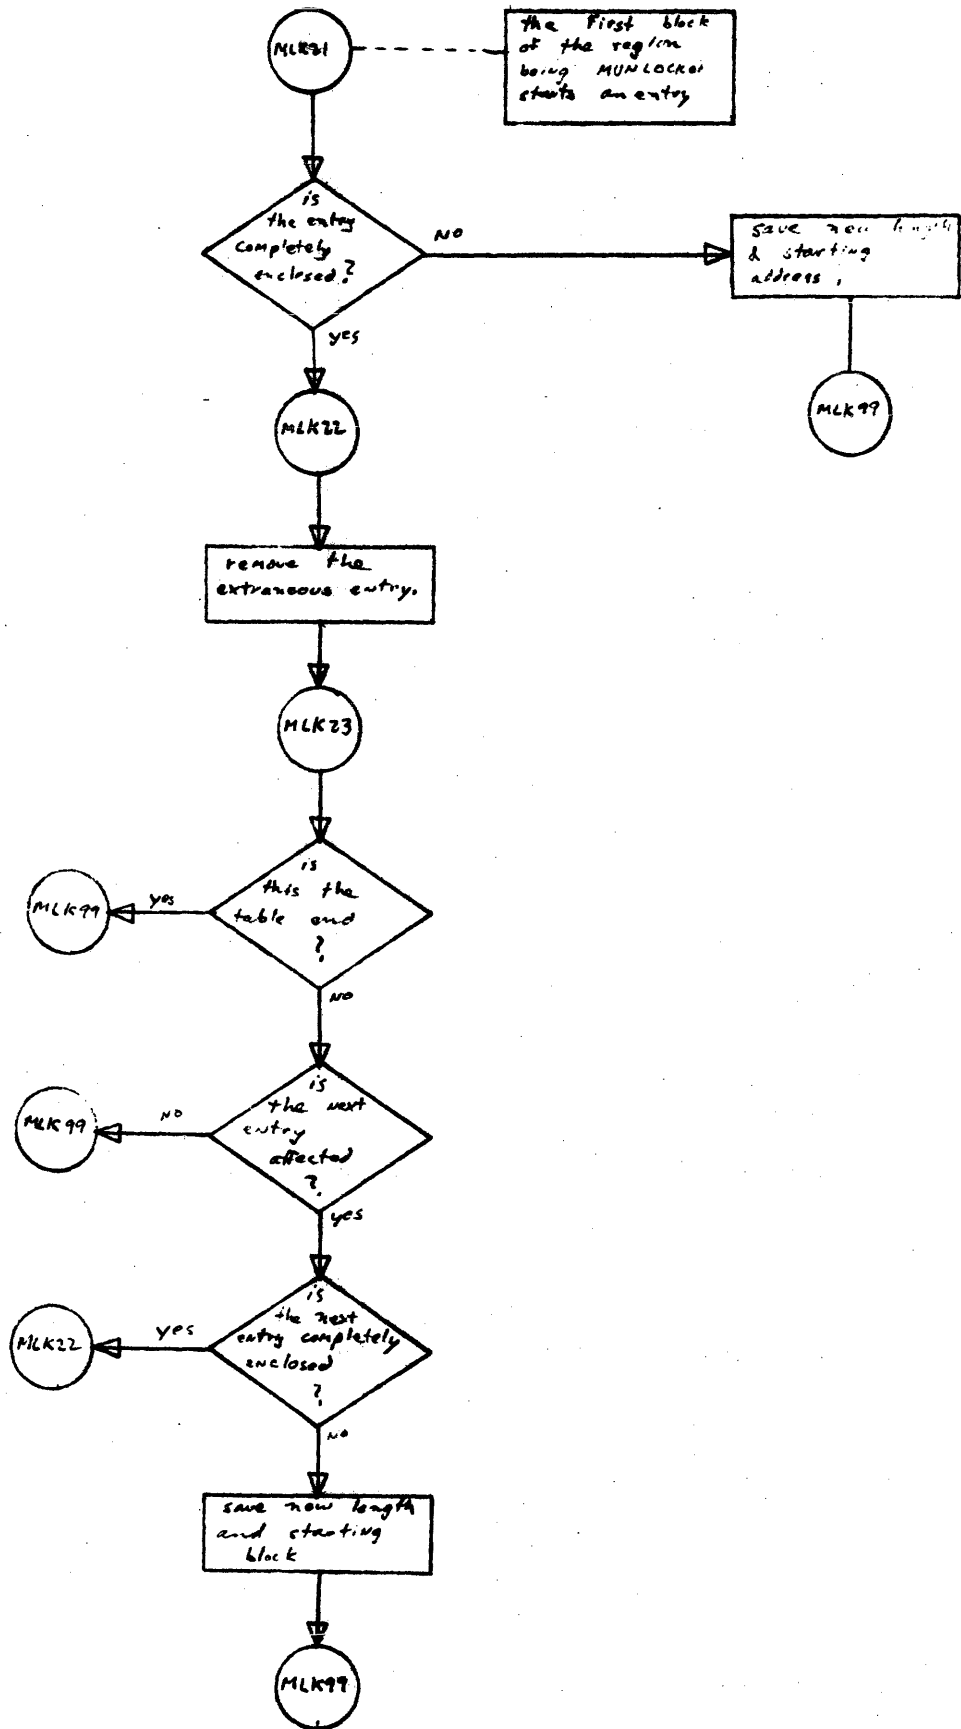 MLK21
the First block
of the region
being MUNLOCKed
starts an entry
is
the entry
completely
enclosed?
NO
save new length
& starting
address.
yes
MLK22
MLK99
remove the
extraneous entry.
MLK23
is
this the
table end
?
yes
MLK99
NO
is
the next
entry
affected
?
NO
MLK99
yes
is
the next
entry completely
enclosed
?
yes
MLK22
NO
save new length
and starting
block
MLK99